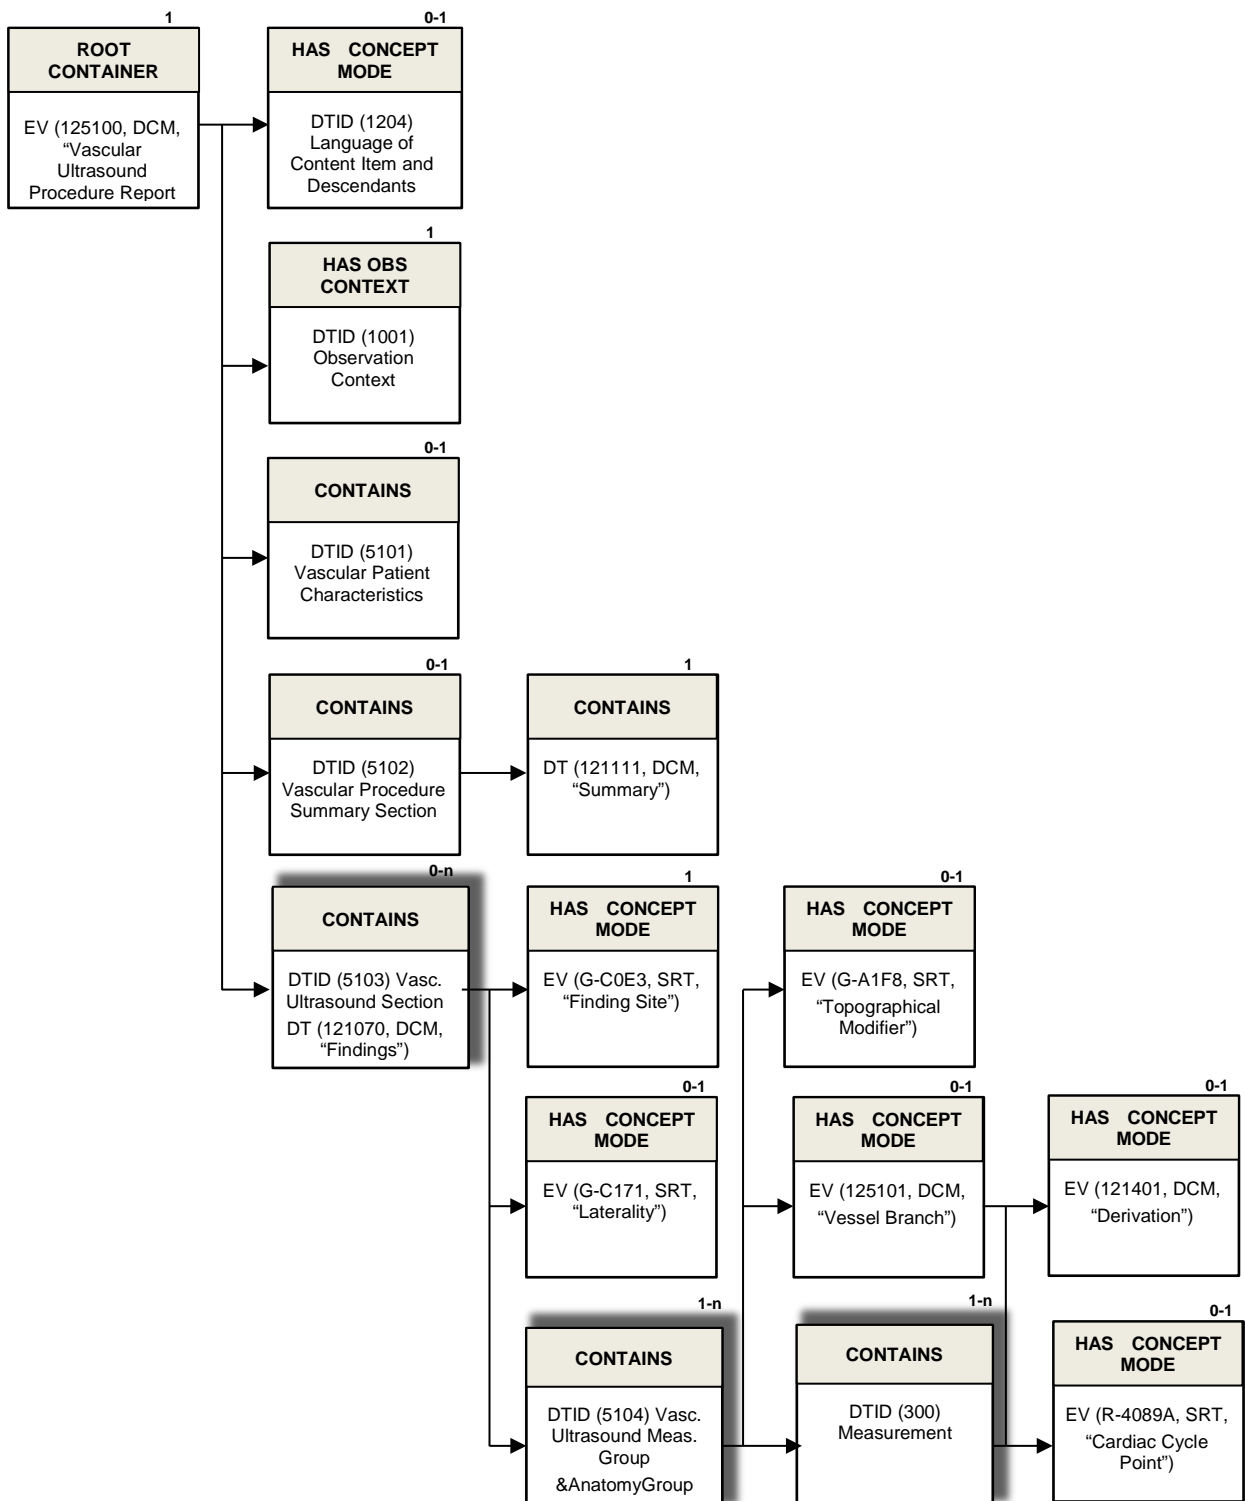 1
ROOT
CONTAINER
EV (125100, DCM,
“Vascular
Ultrasound
Procedure Report
0-1
HAS CONCEPT
MODE
DTID (1204)
Language of
Content Item and
Descendants
1
HAS OBS
CONTEXT
DTID (1001)
Observation
Context
0-1
CONTAINS
DTID (5101)
Vascular Patient
Characteristics
0-1
CONTAINS
DTID (5102)
Vascular Procedure
Summary Section
1
CONTAINS
DT (121111, DCM,
“Summary”)
0-n
CONTAINS
DTID (5103) Vasc.
Ultrasound Section
DT (121070, DCM,
“Findings”)
1
HAS CONCEPT
MODE
EV (G-C0E3, SRT,
“Finding Site”)
0-1
HAS CONCEPT
MODE
EV (G-A1F8, SRT,
“Topographical
Modifier”)
0-1
HAS CONCEPT
MODE
EV (G-C171, SRT,
“Laterality”)
0-1
HAS CONCEPT
MODE
EV (125101, DCM,
“Vessel Branch”)
0-1
HAS CONCEPT
MODE
EV (121401, DCM,
“Derivation”)
1-n
CONTAINS
DTID (5104) Vasc.
Ultrasound Meas.
Group
&AnatomyGroup
1-n
CONTAINS
DTID (300)
Measurement
0-1
HAS CONCEPT
MODE
EV (R-4089A, SRT,
“Cardiac Cycle
Point”)